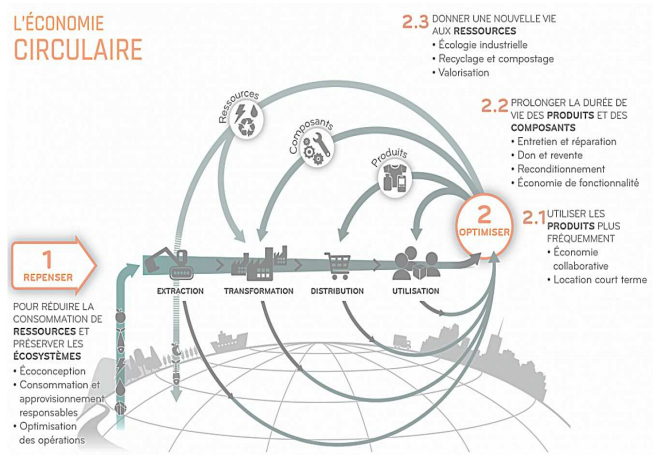 L'ÉCONOMIE
CIRCULAIRE
2.3 DONNER UNE NOUVELLE VIE
AUX RESSOURCES
• Écologie industrielle
• Recyclage et compostage
• Valorisation
2.2 PROLONGER LA DURÉE DE
VIE DES PRODUITS ET DES
COMPOSANTS
• Entretien et réparation
• Don et revente
• Reconditionnement
• Économie de fonctionnalité
2.1 UTILISER LES
PRODUITS PLUS
FRÉQUEMMENT
• Économie
collaborative
• Location court terme
Ressources
Composants
Produits
2
OPTIMISER
1
REPENSER
EXTRACTION
TRANSFORMATION
DISTRIBUTION
UTILISATION
POUR RÉDUIRE LA
CONSOMMATION DE
RESSOURCES ET
PRÉSERVER LES
ÉCOSYSTÈMES
• Écoconception
• Consommation et
approvisionnement
responsables
• Optimisation
des opérations